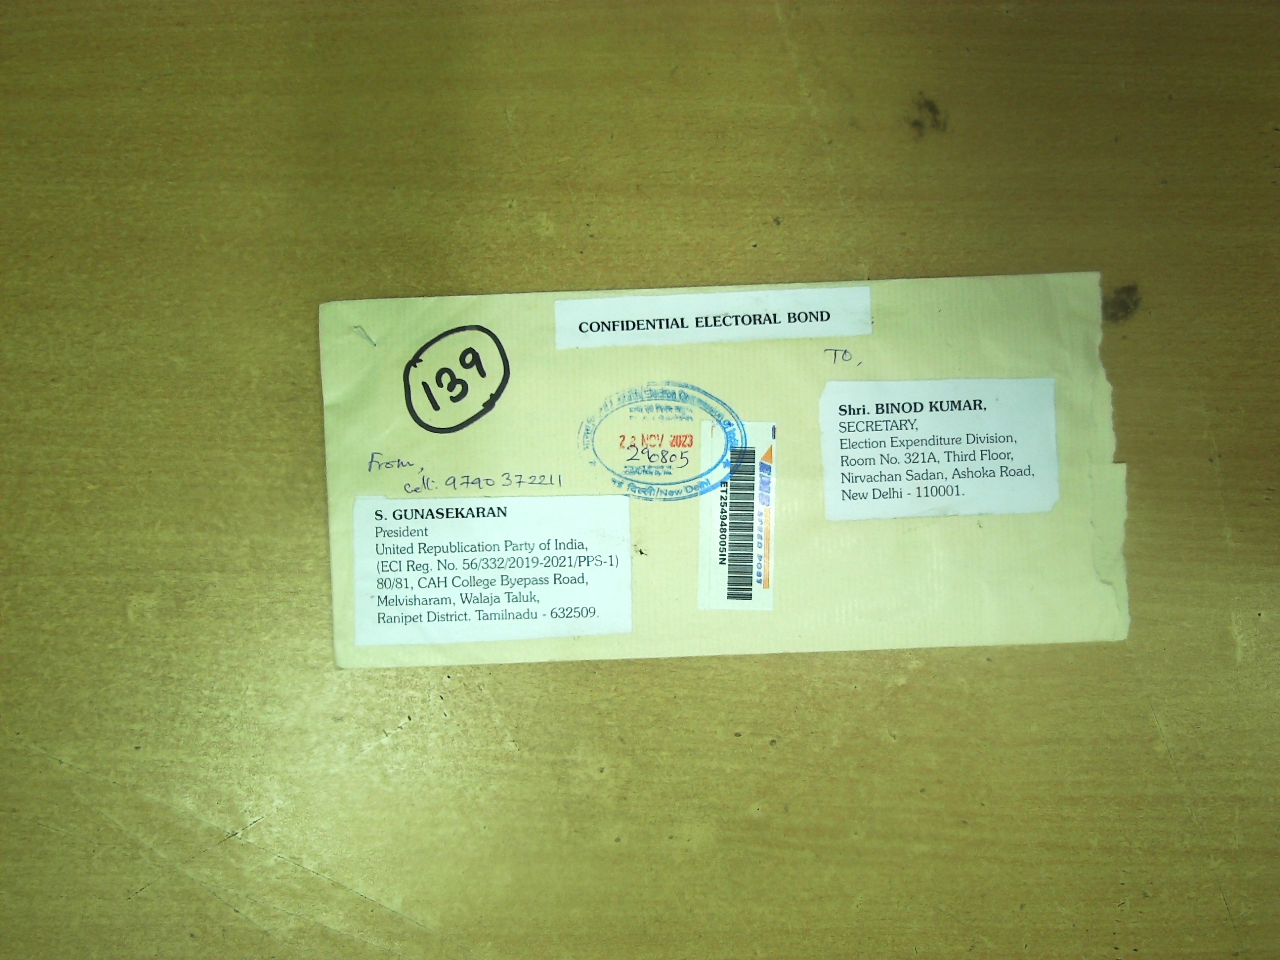 CONFIDENTIAL ELECTORAL BOND
139
To,
Shri. BINOD KUMAR,
SECRETARY,
Election Expenditure Division,
Room No. 321A, Third Floor,
Nirvachan Sadan, Ashoka Road,
New Delhi - 110001.
NOV 2023
290805
New Delhi
ET254948005IN
SPEED POST
From,
Cell: 9790 372211
S. GUNASEKARAN
President
United Republication Party of India,
(ECI Reg. No. 56/332/2019-2021/PPS-1)
80/81, CAH College Byepass Road,
Melvisharam, Walaja Taluk,
Ranipet District. Tamilnadu - 632509.